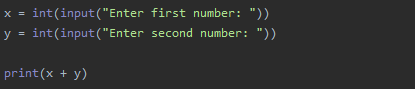 x = int(input("Enter first number: "))
y = int(input("Enter second number: "))
print(x + y)